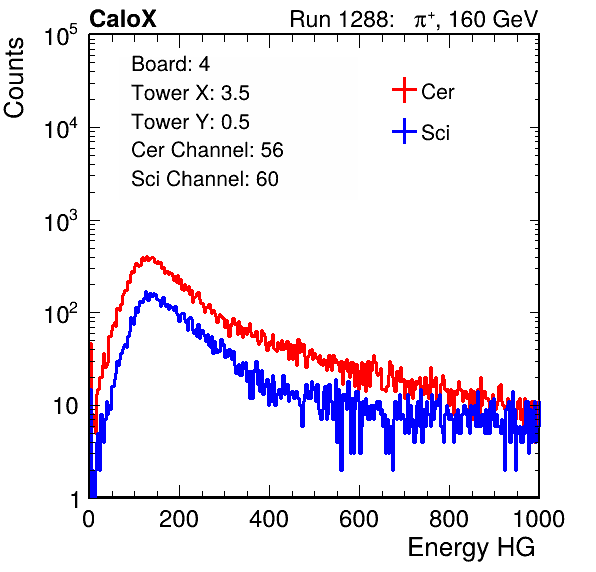 CaloX Run 1288: π⁺, 160 GeV
Counts
Board: 4
Tower X: 3.5
Tower Y: 0.5
Cer Channel: 56
Sci Channel: 60
Cer
Sci
10⁵
10⁴
10³
10²
10
1
0 200 400 600 800 1000
Energy HG